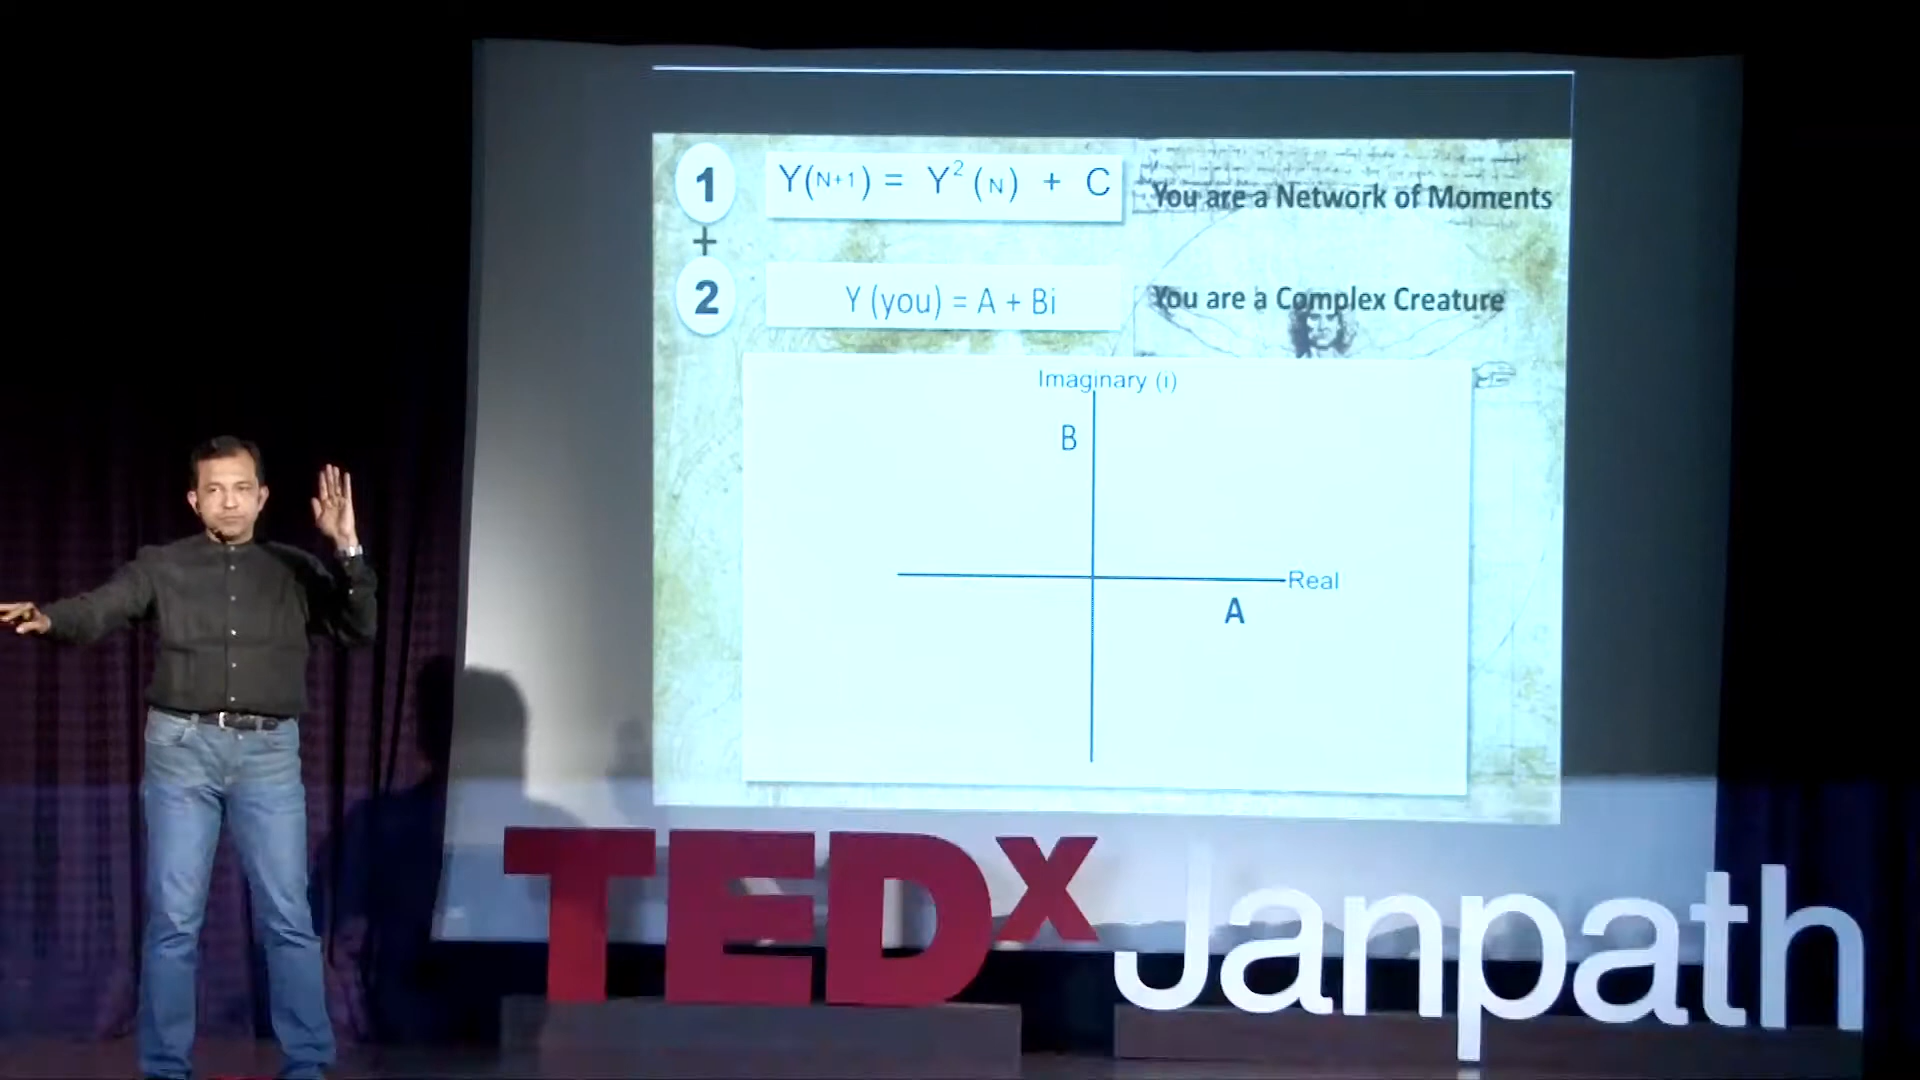 1
Y(N+1) = Y² (N) + C
You are a Network of Moments
+
2
Y (you) = A + Bi
You are a Complex Creature
Imaginary (i)
B
Real
A
TEDx Janpath